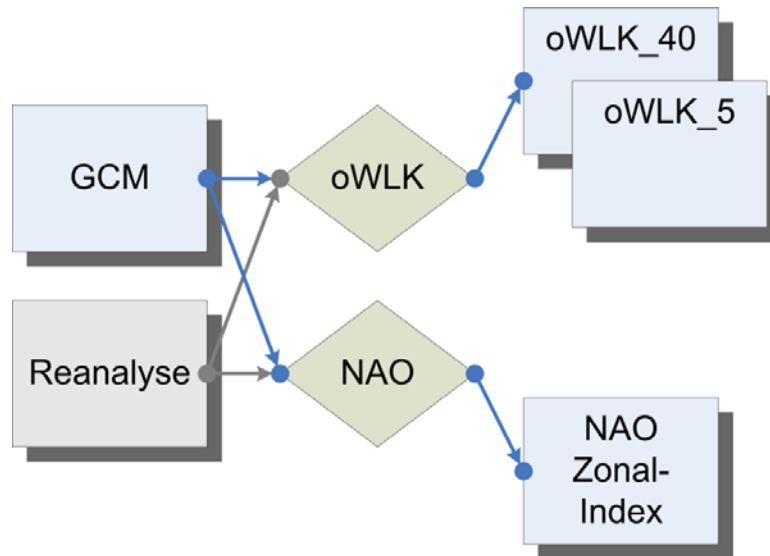 oWLK_40
oWLK_5
GCM
oWLK
Reanalyse
NAO
NAO
Zonal-
Index